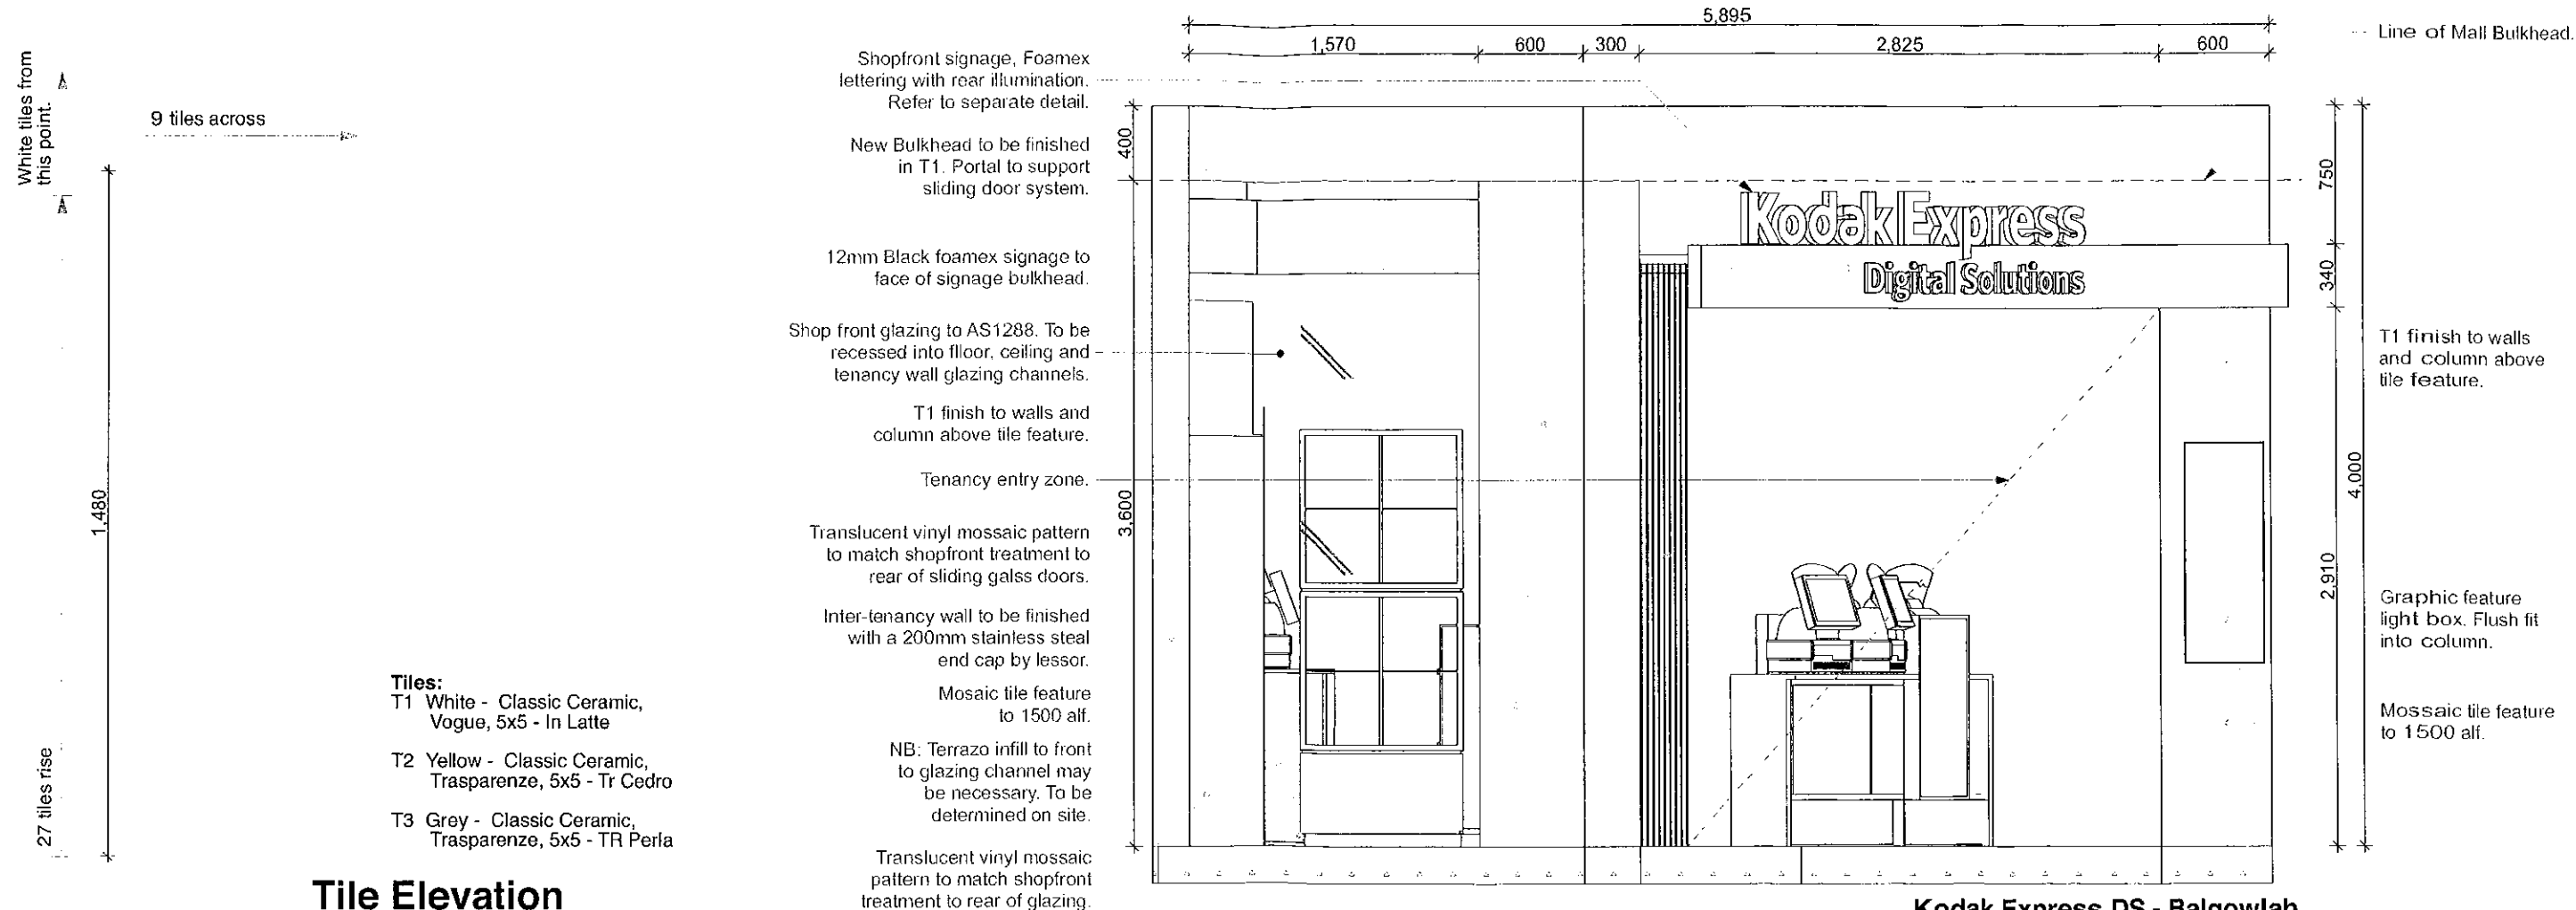 White tiles from
this point.
9 tiles across
1,480
27 tiles rise
Tiles:
T1 White - Classic Ceramic,
Vogue, 5x5 - In Latte
T2 Yellow - Classic Ceramic,
Trasparenze, 5x5 - Tr Cedro
T3 Grey - Classic Ceramic,
Trasparenze, 5x5 - TR Perla
Tile Elevation
Shopfront signage, Foamex
lettering with rear illumination.
Refer to separate detail.
New Bulkhead to be finished
in T1. Portal to support
sliding door system.
12mm Black foamex signage to
face of signage bulkhead.
Shop front glazing to AS1288. To be
recessed into flloor, ceiling and
tenancy wall glazing channels.
T1 finish to walls and
column above tile feature.
Tenancy entry zone.
Translucent vinyl mossaic pattern
to match shopfront treatment to
rear of sliding galss doors.
Inter-tenancy wall to be finished
with a 200mm stainless steal
end cap by lessor.
Mosaic tile feature
to 1500 alf.
NB: Terrazo infill to front
to glazing channel may
be necessary. To be
determined on site.
Translucent vinyl mossaic
pattern to match shopfront
treatment to rear of glazing.
5,895
1,570
600
300
2,825
600
400
3,600
Kodak Express
Digital Solutions
750
340
2,910
4,000
Line of Mall Bulkhead.
T1 finish to walls
and column above
tile feature.
Graphic feature
light box. Flush fit
into column.
Mossaic tile feature
to 1500 alf.
Kodak Express DS - Balgowlah